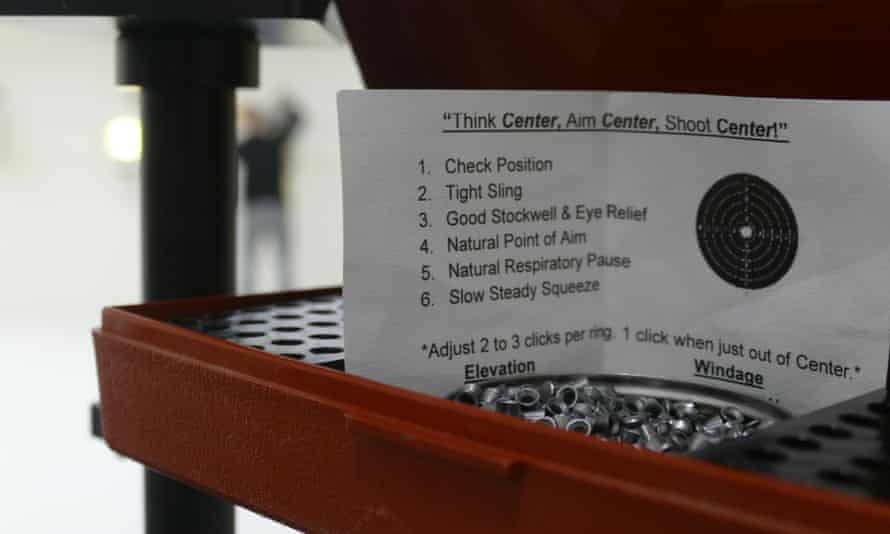 "Think Center, Aim Center, Shoot Center!"
1. Check Position
2. Tight Sling
3. Good Stockwell & Eye Relief
4. Natural Point of Aim
5. Natural Respiratory Pause
6. Slow Steady Squeeze
*Adjust 2 to 3 clicks per ring. 1 click when just out of Center.*
Elevation Windage